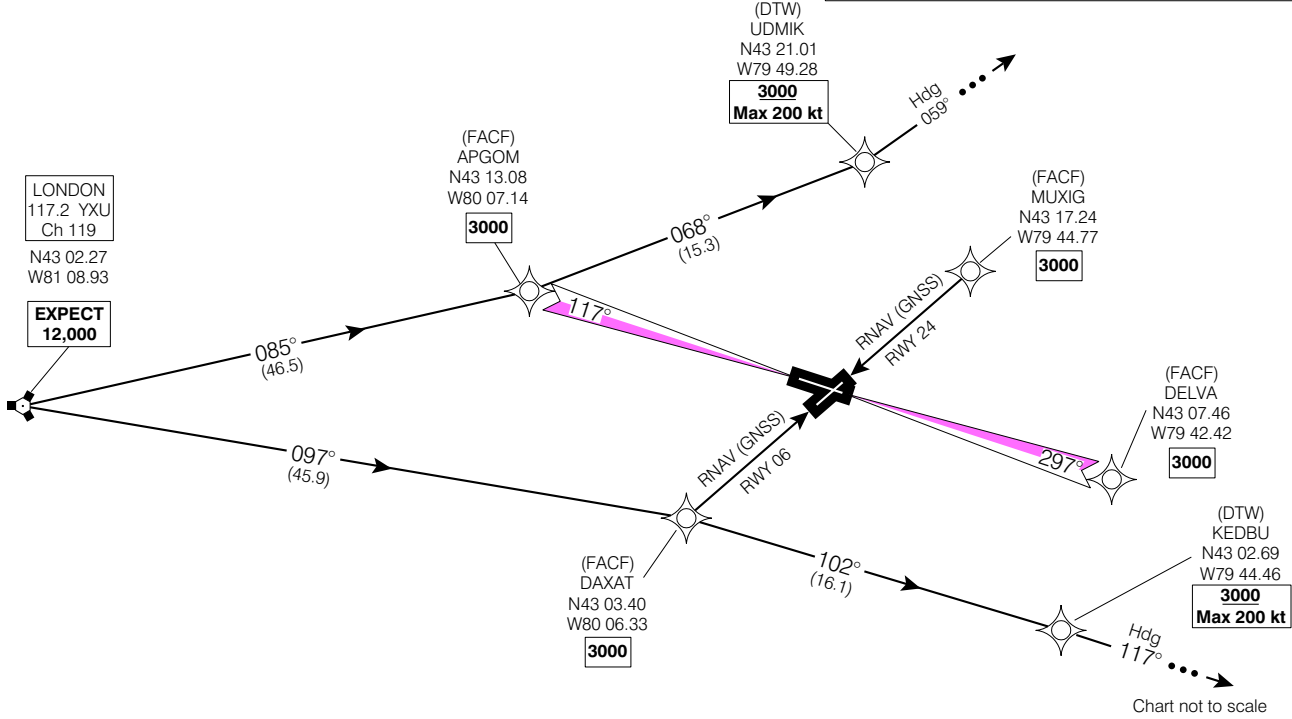 (DTW)
UDMIK
N43 21.01
W79 49.28
3000
Max 200 kt
Hdg
059°
(FACF)
APGOM
N43 13.08
W80 07.14
3000
(FACF)
MUXIG
N43 17.24
W79 44.77
3000
LONDON
117.2 YXU
Ch 119
N43 02.27
W81 08.93
EXPECT
12,000
068°
(15.3)
085°
(46.5)
117°
RNAV (GNSS)
RWY 24
(FACF)
DELVA
N43 07.46
W79 42.42
3000
097°
(45.9)
RNAV (GNSS)
RWY 06
297°
(FACF)
DAXAT
N43 03.40
W80 06.33
3000
102°
(16.1)
(DTW)
KEDBU
N43 02.69
W79 44.46
3000
Max 200 kt
Hdg
117°
Chart not to scale